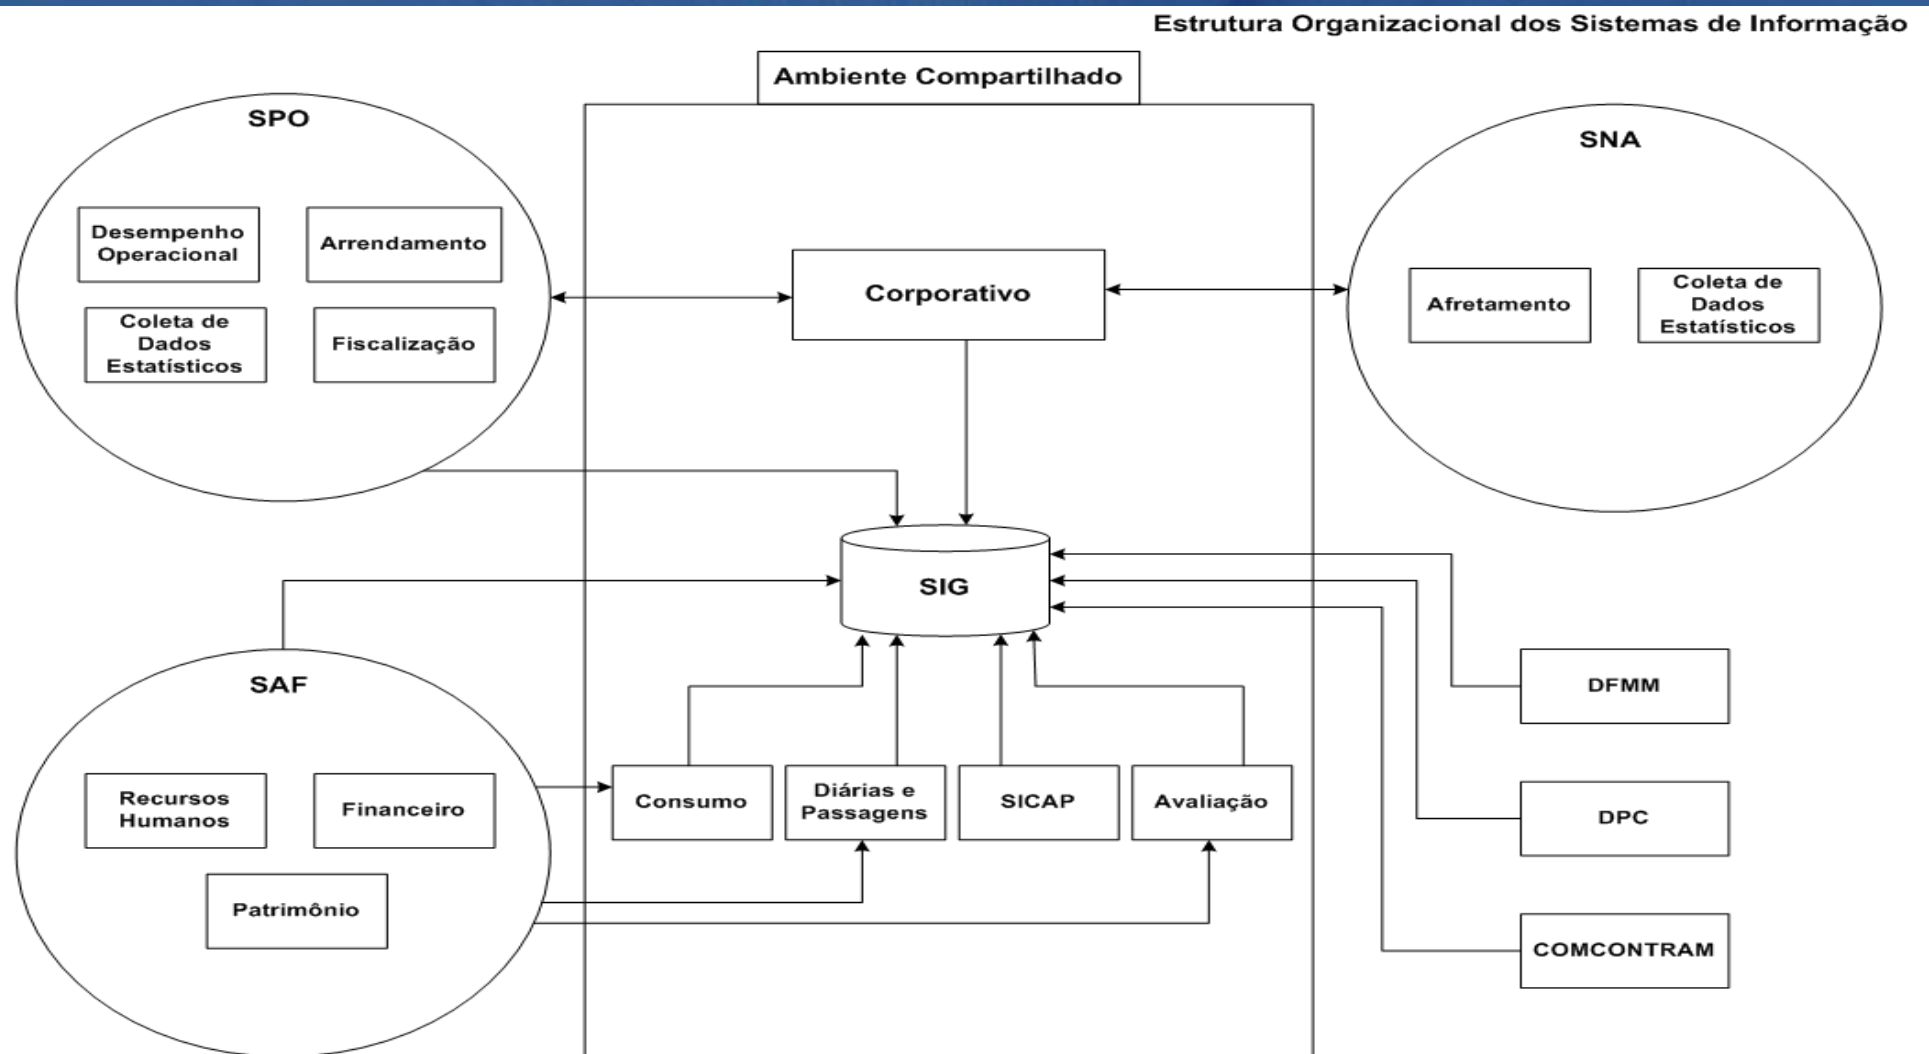 Estrutura Organizacional dos Sistemas de Informação
Ambiente Compartilhado
SPO
Desempenho
Operacional
Arrendamento
Coleta de
Dados
Estatísticos
Fiscalização
Corporativo
SNA
Afretamento
Coleta de
Dados
Estatísticos
SIG
SAF
Recursos
Humanos
Financeiro
Patrimônio
Consumo
Diárias e
Passagens
SICAP
Avaliação
DFMM
DPC
COMCONTRAM